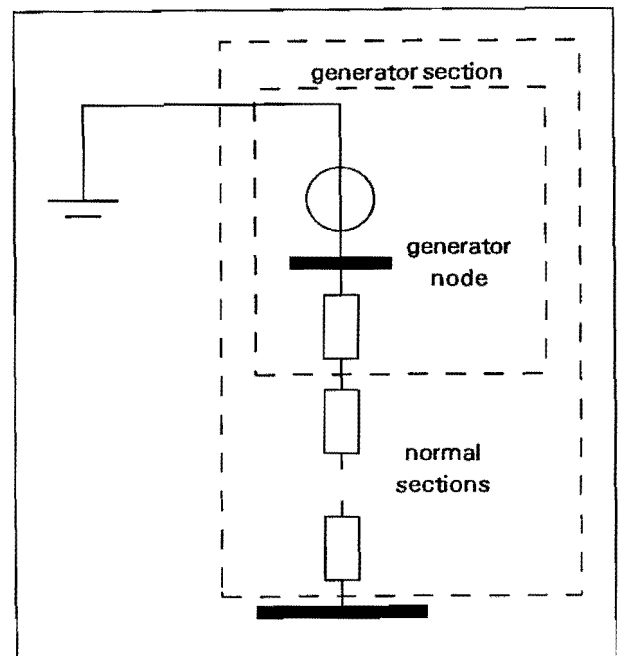 generator section
generator
node
normal
sections